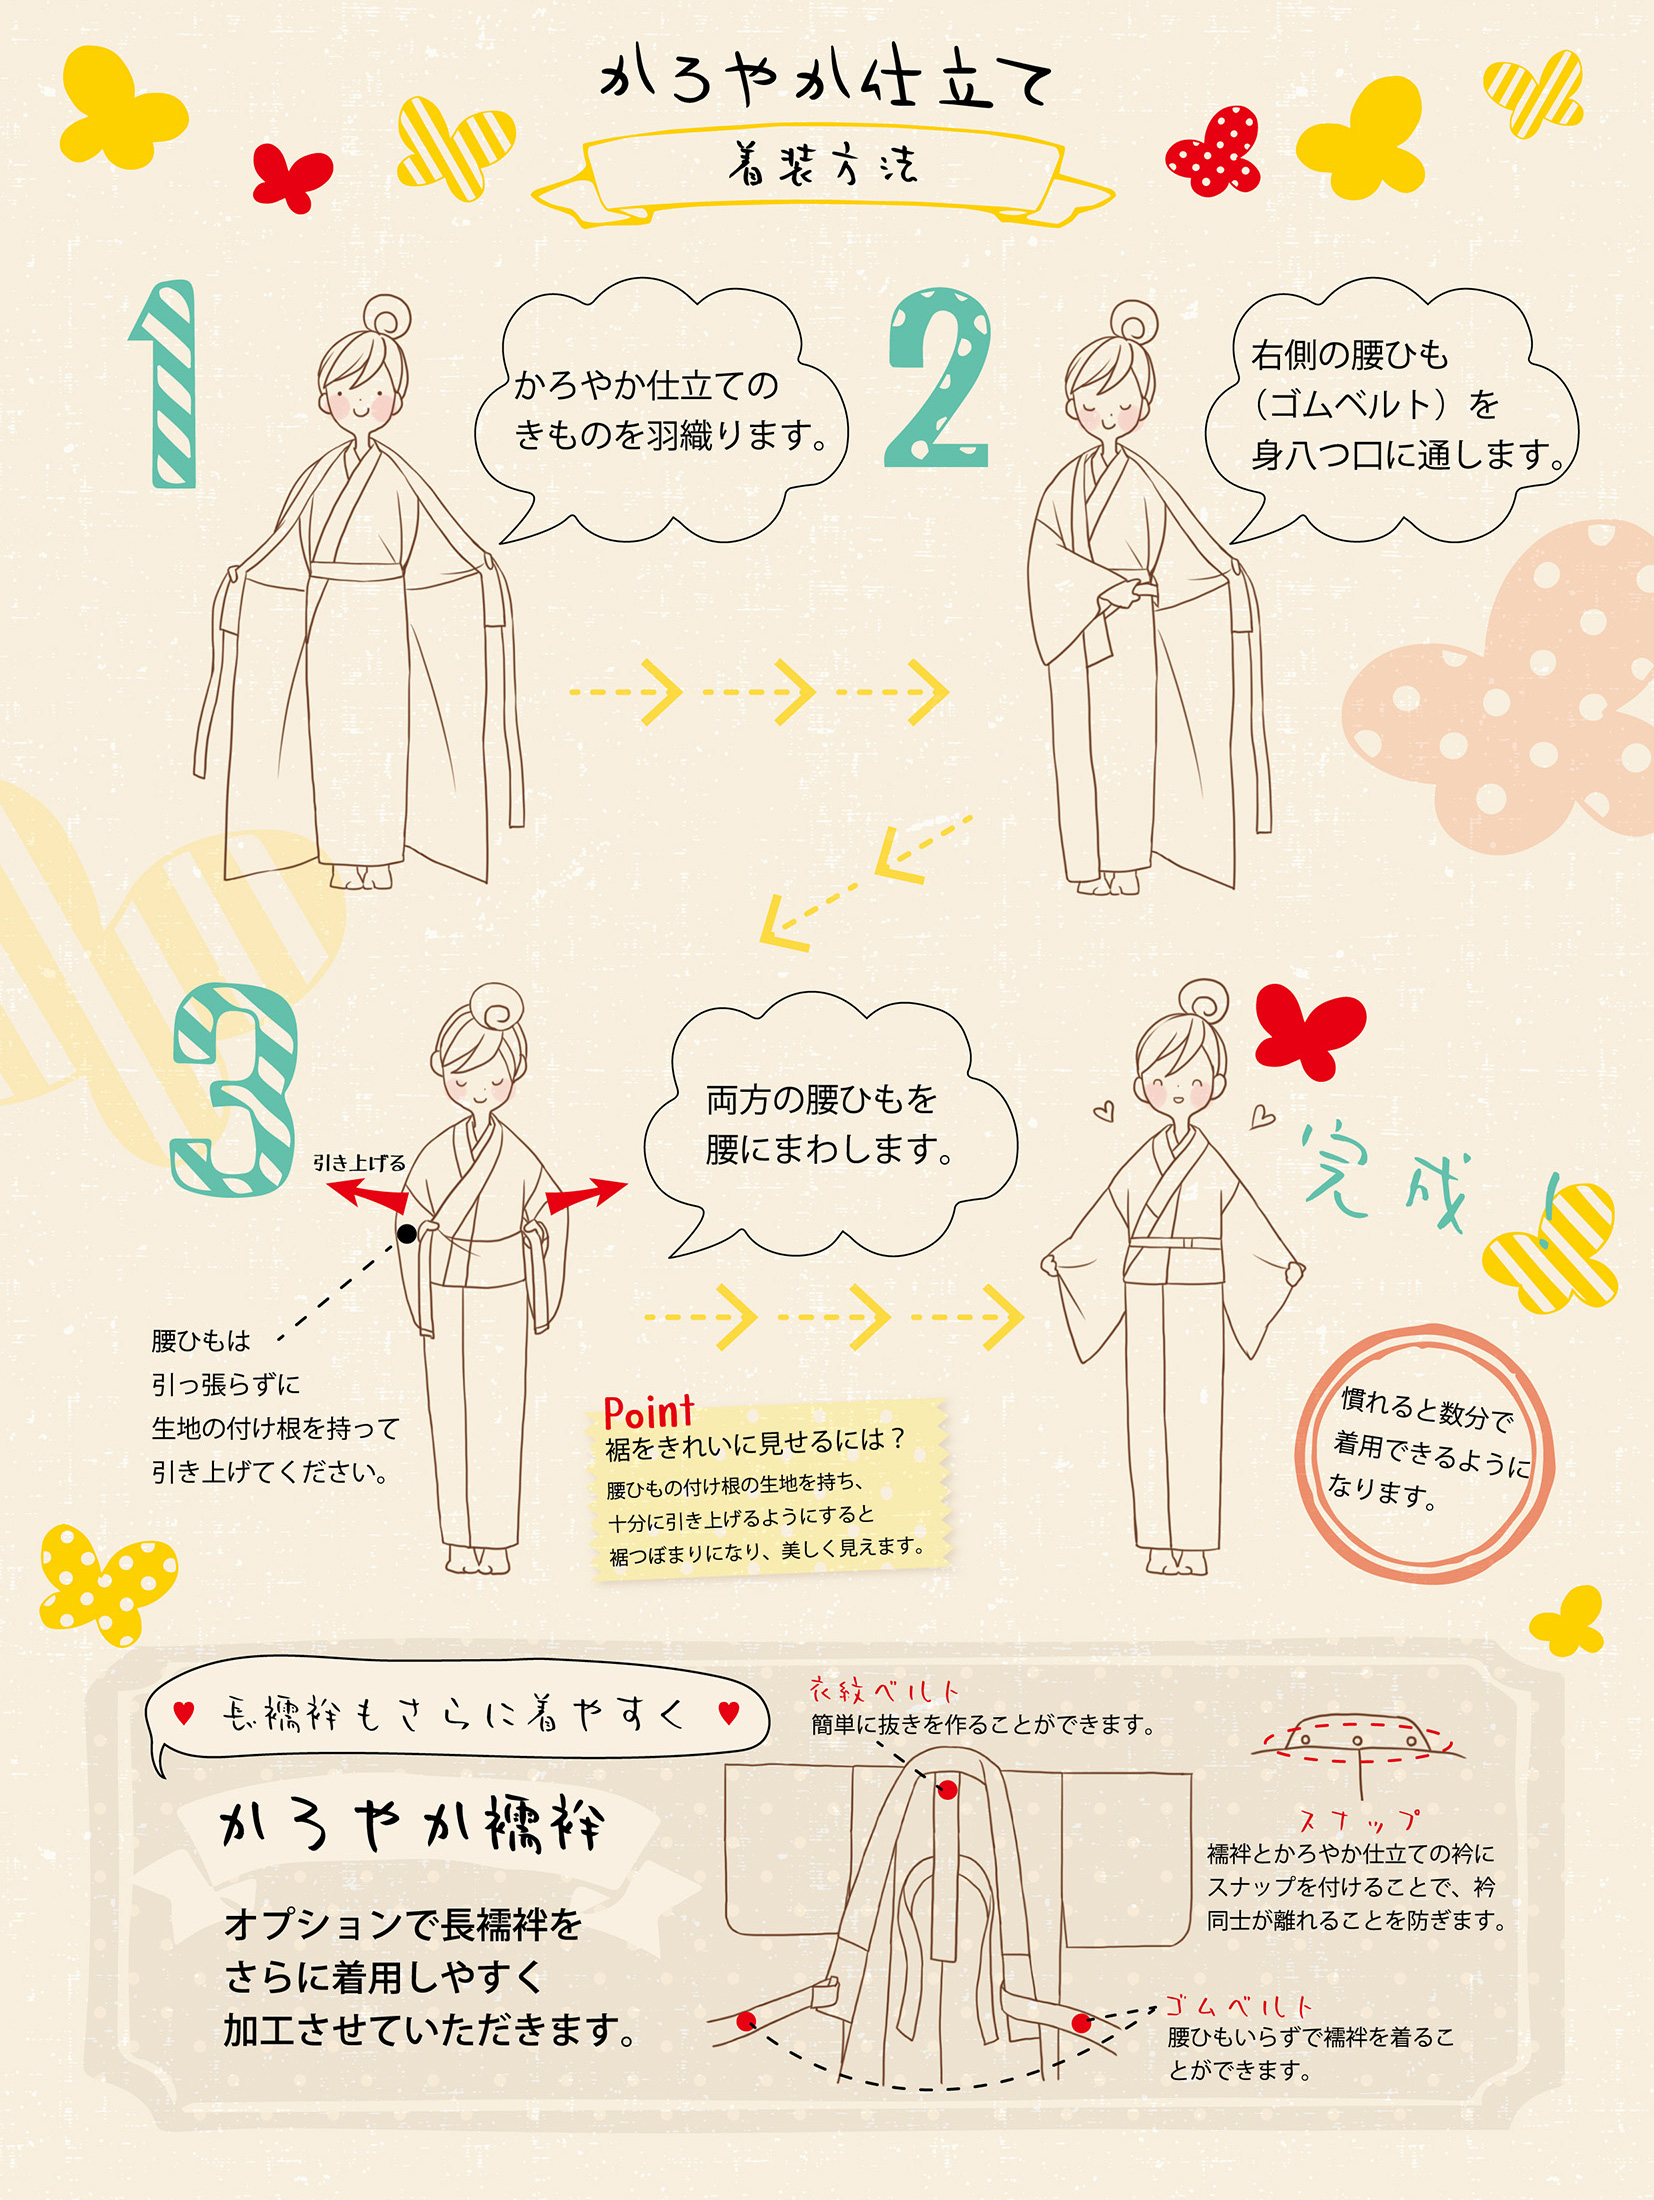 かろやか仕立て
着装方法
1
かろやか仕立ての
きものを羽織ります。
2
右側の腰ひも
（ゴムベルト）を
身八つ口に通します。
3
引き上げる
両方の腰ひもを
腰にまわします。
腰ひもは
引っ張らずに
生地の付け根を持って
引き上げてください。
Point
裾をきれいに見せるには？
腰ひもの付け根の生地を持ち、
十分に引き上げるようにすると
裾つぼまりになり、美しく見えます。
完成！
慣れると数分で
着用できるように
なります。
長襦袢もさらに着やすく
かろやか襦袢
オプションで長襦袢を
さらに着用しやすく
加工させていただきます。
衣紋ベルト
簡単に抜きを作ることができます。
スナップ
襦袢とかろやか仕立ての衿に
スナップを付けることで、衿
同士が離れることを防ぎます。
ゴムベルト
腰ひもいらずで襦袢を着るこ
とができます。